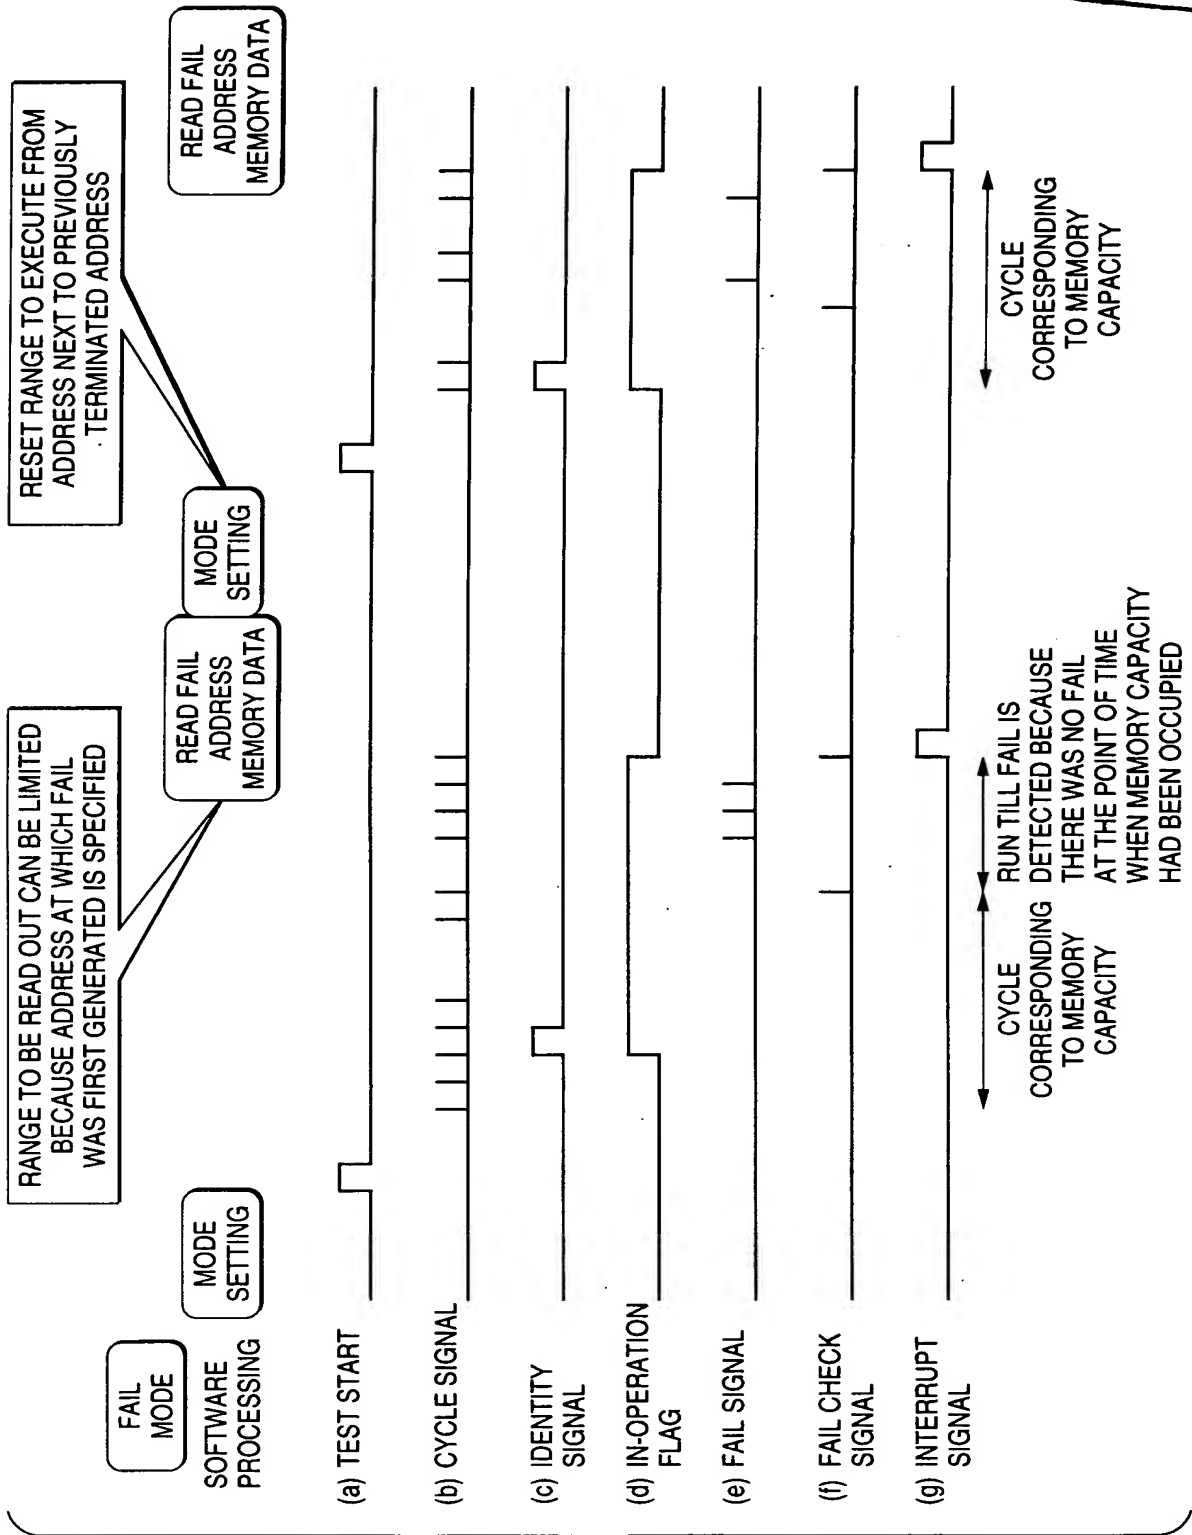 RANGE TO BE READ OUT CAN BE LIMITED
BECAUSE ADDRESS AT WHICH FAIL
WAS FIRST GENERATED IS SPECIFIED
RESET RANGE TO EXECUTE FROM
ADDRESS NEXT TO PREVIOUSLY
TERMINATED ADDRESS
FAIL
MODE
SOFTWARE
PROCESSING
MODE
SETTING
READ FAIL
ADDRESS
MEMORY DATA
MODE
SETTING
READ FAIL
ADDRESS
MEMORY DATA
(a) TEST START
(b) CYCLE SIGNAL
(c) IDENTITY
SIGNAL
(d) IN-OPERATION
FLAG
(e) FAIL SIGNAL
(f) FAIL CHECK
SIGNAL
(g) INTERRUPT
SIGNAL
CYCLE
CORRESPONDING
TO MEMORY
CAPACITY
RUN TILL FAIL IS
DETECTED BECAUSE
THERE WAS NO FAIL
AT THE POINT OF TIME
WHEN MEMORY CAPACITY
HAD BEEN OCCUPIED
CYCLE
CORRESPONDING
TO MEMORY
CAPACITY